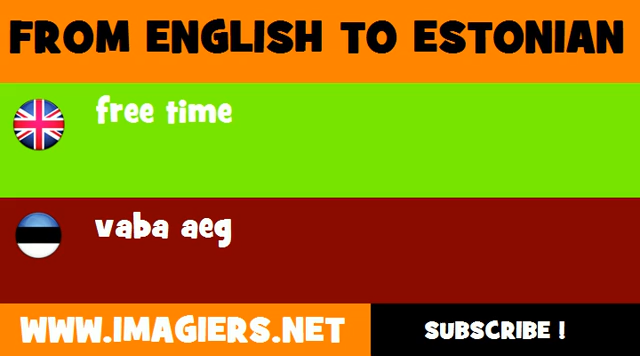 FROM ENGLISH TO ESTONIAN
free time
vaba aeg
WWW.IMAGIERS.NET
SUBSCRIBE !